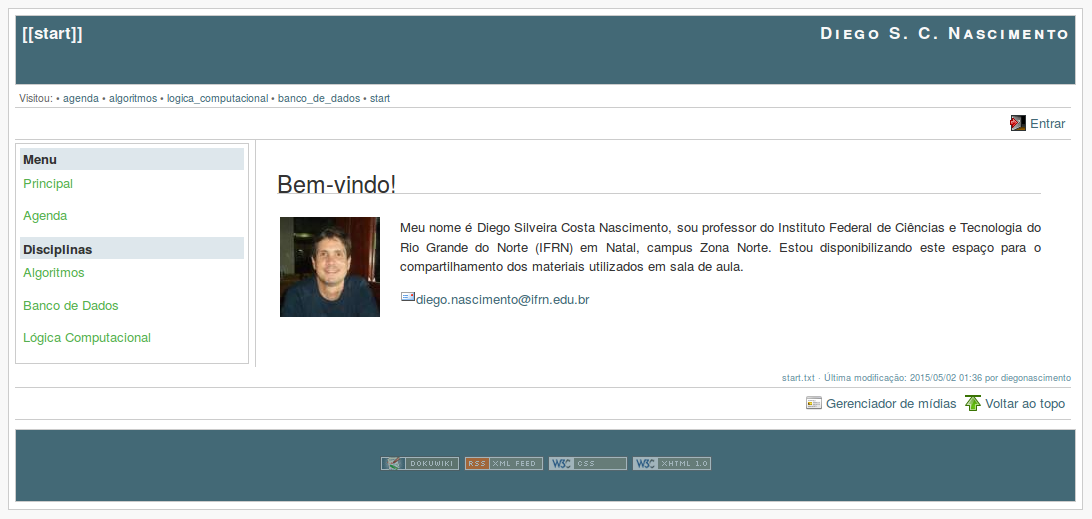 [[start]]
Diego S. C. Nascimento
Visitou: • agenda • algoritmos • logica_computacional • banco_de_dados • start
Entrar
Menu
Principal
Agenda
Disciplinas
Algoritmos
Banco de Dados
Lógica Computacional
Bem-vindo!
Meu nome é Diego Silveira Costa Nascimento, sou professor do Instituto Federal de Ciências e Tecnologia do
Rio Grande do Norte (IFRN) em Natal, campus Zona Norte. Estou disponibilizando este espaço para o
compartilhamento dos materiais utilizados em sala de aula.
diego.nascimento@ifrn.edu.br
start.txt · Última modificação: 2015/05/02 01:36 por diegonascimento
Gerenciador de mídias Voltar ao topo
DOKUWIKI RSS XML FEED W3C CSS W3C XHTML 1.0